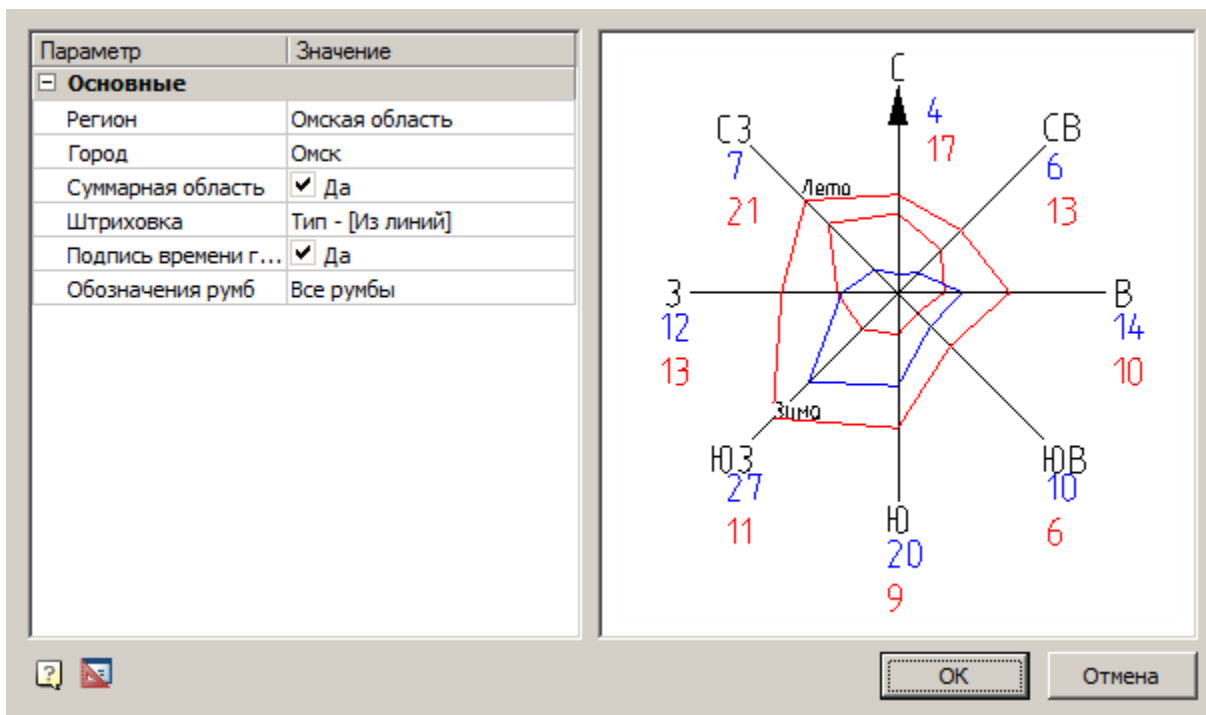 Параметр Значение
Основные
Регион Омская область
Город Омск
Суммарная область Да
Штриховка Тип - [Из линий]
Подпись времени г... Да
Обозначения румб Все румбы
С
4
17
СЗ
7
21
СВ
6
13
Лето
З
12
13
В
14
10
Зима
ЮЗ
27
11
ЮВ
10
6
Ю
20
9
ОК Отмена